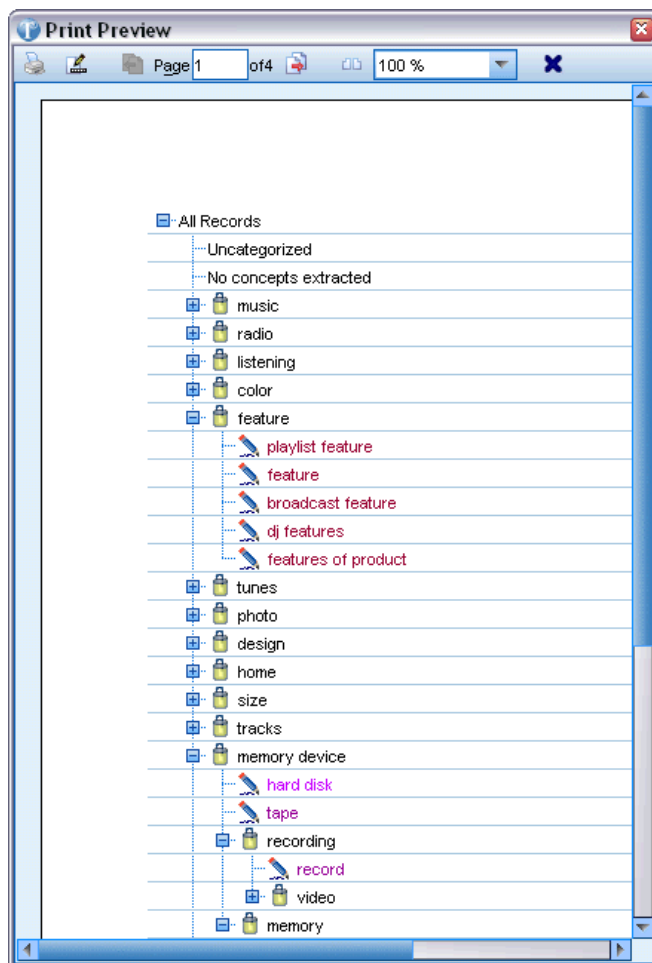 Print Preview
Page 1 of4 100 %
All Records
Uncategorized
No concepts extracted
music
radio
listening
color
feature
playlist feature
feature
broadcast feature
dj features
features of product
tunes
photo
design
home
size
tracks
memory device
hard disk
tape
recording
record
video
memory